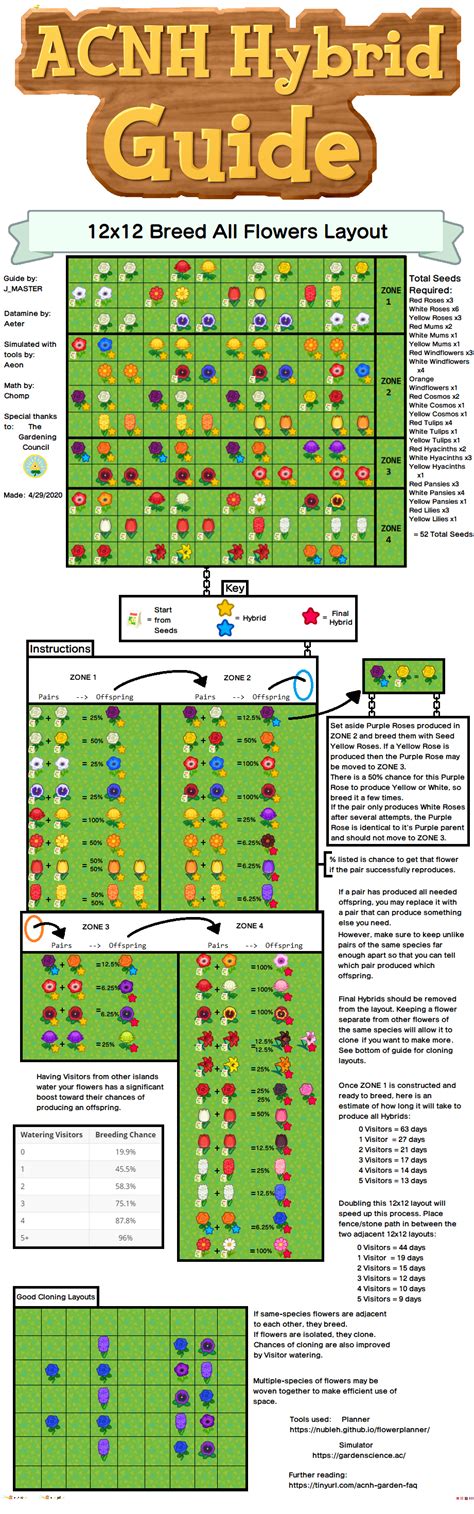 ACNH Hybrid
Guide
12x12 Breed All Flowers Layout
Guide by:
J_MASTER
Datamine by:
Aeter
Simulated with
tools by:
Aeon
Math by:
Chomp
Special thanks
to: The
Gardening
Council
Made: 4/29/2020
ZONE
1
ZONE
2
ZONE
3
ZONE
4
Total Seeds
Required:
Red Roses x3
White Roses x6
Yellow Roses x3
Red Mums x2
White Mums x1
Yellow Mums x1
Red Windflowers x3
White Windflowers
x4
Orange
Windflowers x1
Red Cosmos x2
White Cosmos x1
Yellow Cosmos x1
Red Tulips x4
White Tulips x1
Yellow Tulips x1
Red Hyacinths x2
White Hyacinths x3
Yellow Hyacinths
x1
Red Pansies x3
White Pansies x4
Yellow Pansies x1
Red Lilies x3
Yellow Lilies x1
= 52 Total Seeds
Key
Start
= from
Seeds
= Hybrid
= Final
Hybrid
Instructions
ZONE 1
ZONE 2
Pairs --> Offspring
Pairs --> Offspring
+ = 25%
+ = 50%
+ = 25%
+ = 25%
+ = 100%
+ = 50%
+ = 50%
50%
+ = 50%
50%
+ = 12.5%
+ = 50%
+ = 25%
+ = 25%
+ = 100%
+ = 50%
+ = 50%
+ = 50%
Set aside Purple Roses produced in
ZONE 2 and breed them with Seed
Yellow Roses. If a Yellow Rose is
produced then the Purple Rose may
be moved to ZONE 3.
There is a 50% chance for this Purple
Rose to produce Yellow or White, so
breed it a few times.
If the pair only produces White Roses
after several attempts, the Purple
Rose is identical to it's Purple parent
and should not move to ZONE 3.
% listed is chance to get that flower
if the pair successfully reproduces.
If a pair has produced all needed
offspring, you may replace it with
a pair that can produce something
else you need.
However, make sure to keep unlike
pairs of the same species far
enough apart so that you can tell
which pair produced which
offspring.
Final Hybrids should be removed
from the layout. Keeping a flower
separate from other flowers of
the same species will allow it to
clone if you want to make more.
See bottom of guide for cloning
layouts.
Once ZONE 1 is constructed and
ready to breed, here is an
estimate of how long it will take to
produce all Hybrids:
0 Visitors = 63 days
1 Visitor = 27 days
2 Visitors = 21 days
3 Visitors = 17 days
4 Visitors = 14 days
5 Visitors = 13 days
Doubling this 12x12 layout will
speed up this process. Place
fence/stone path in between the
two adjacent 12x12 layouts:
0 Visitors = 44 days
1 Visitor = 19 days
2 Visitors = 15 days
3 Visitors = 12 days
4 Visitors = 10 days
5 Visitors = 9 days
ZONE 3
ZONE 4
Pairs --> Offspring
Pairs --> Offspring
+ =12.5%
+ =6.25%
+ =6.25%
+ =6.25%
+ =100%
+ =100%
+ =100%
+ = 12.5%
12.5%
+ =100%
+ =100%
+ = 25%
25%
+ =12.5%
+ = 25%
+ =6.25%
+ =6.25%
Having Visitors from other islands
water your flowers has a significant
boost toward their chances of
producing an offspring.
Watering Visitors Breeding Chance
0 19.9%
1 45.5%
2 58.3%
3 75.1%
4 87.8%
5+ 96%
Good Cloning Layouts
If same-species flowers are adjacent
to each other, they breed.
If flowers are isolated, they clone.
Chances of cloning are also improved
by Visitor watering.
Multiple-species of flowers may be
woven together to make efficient use of
space.
Tools used: Planner
https://nubleh.github.io/flowerplanner/
Simulator
https://gardenscience.ac/
Further reading:
https://tinyurl.com/acnh-garden-faq